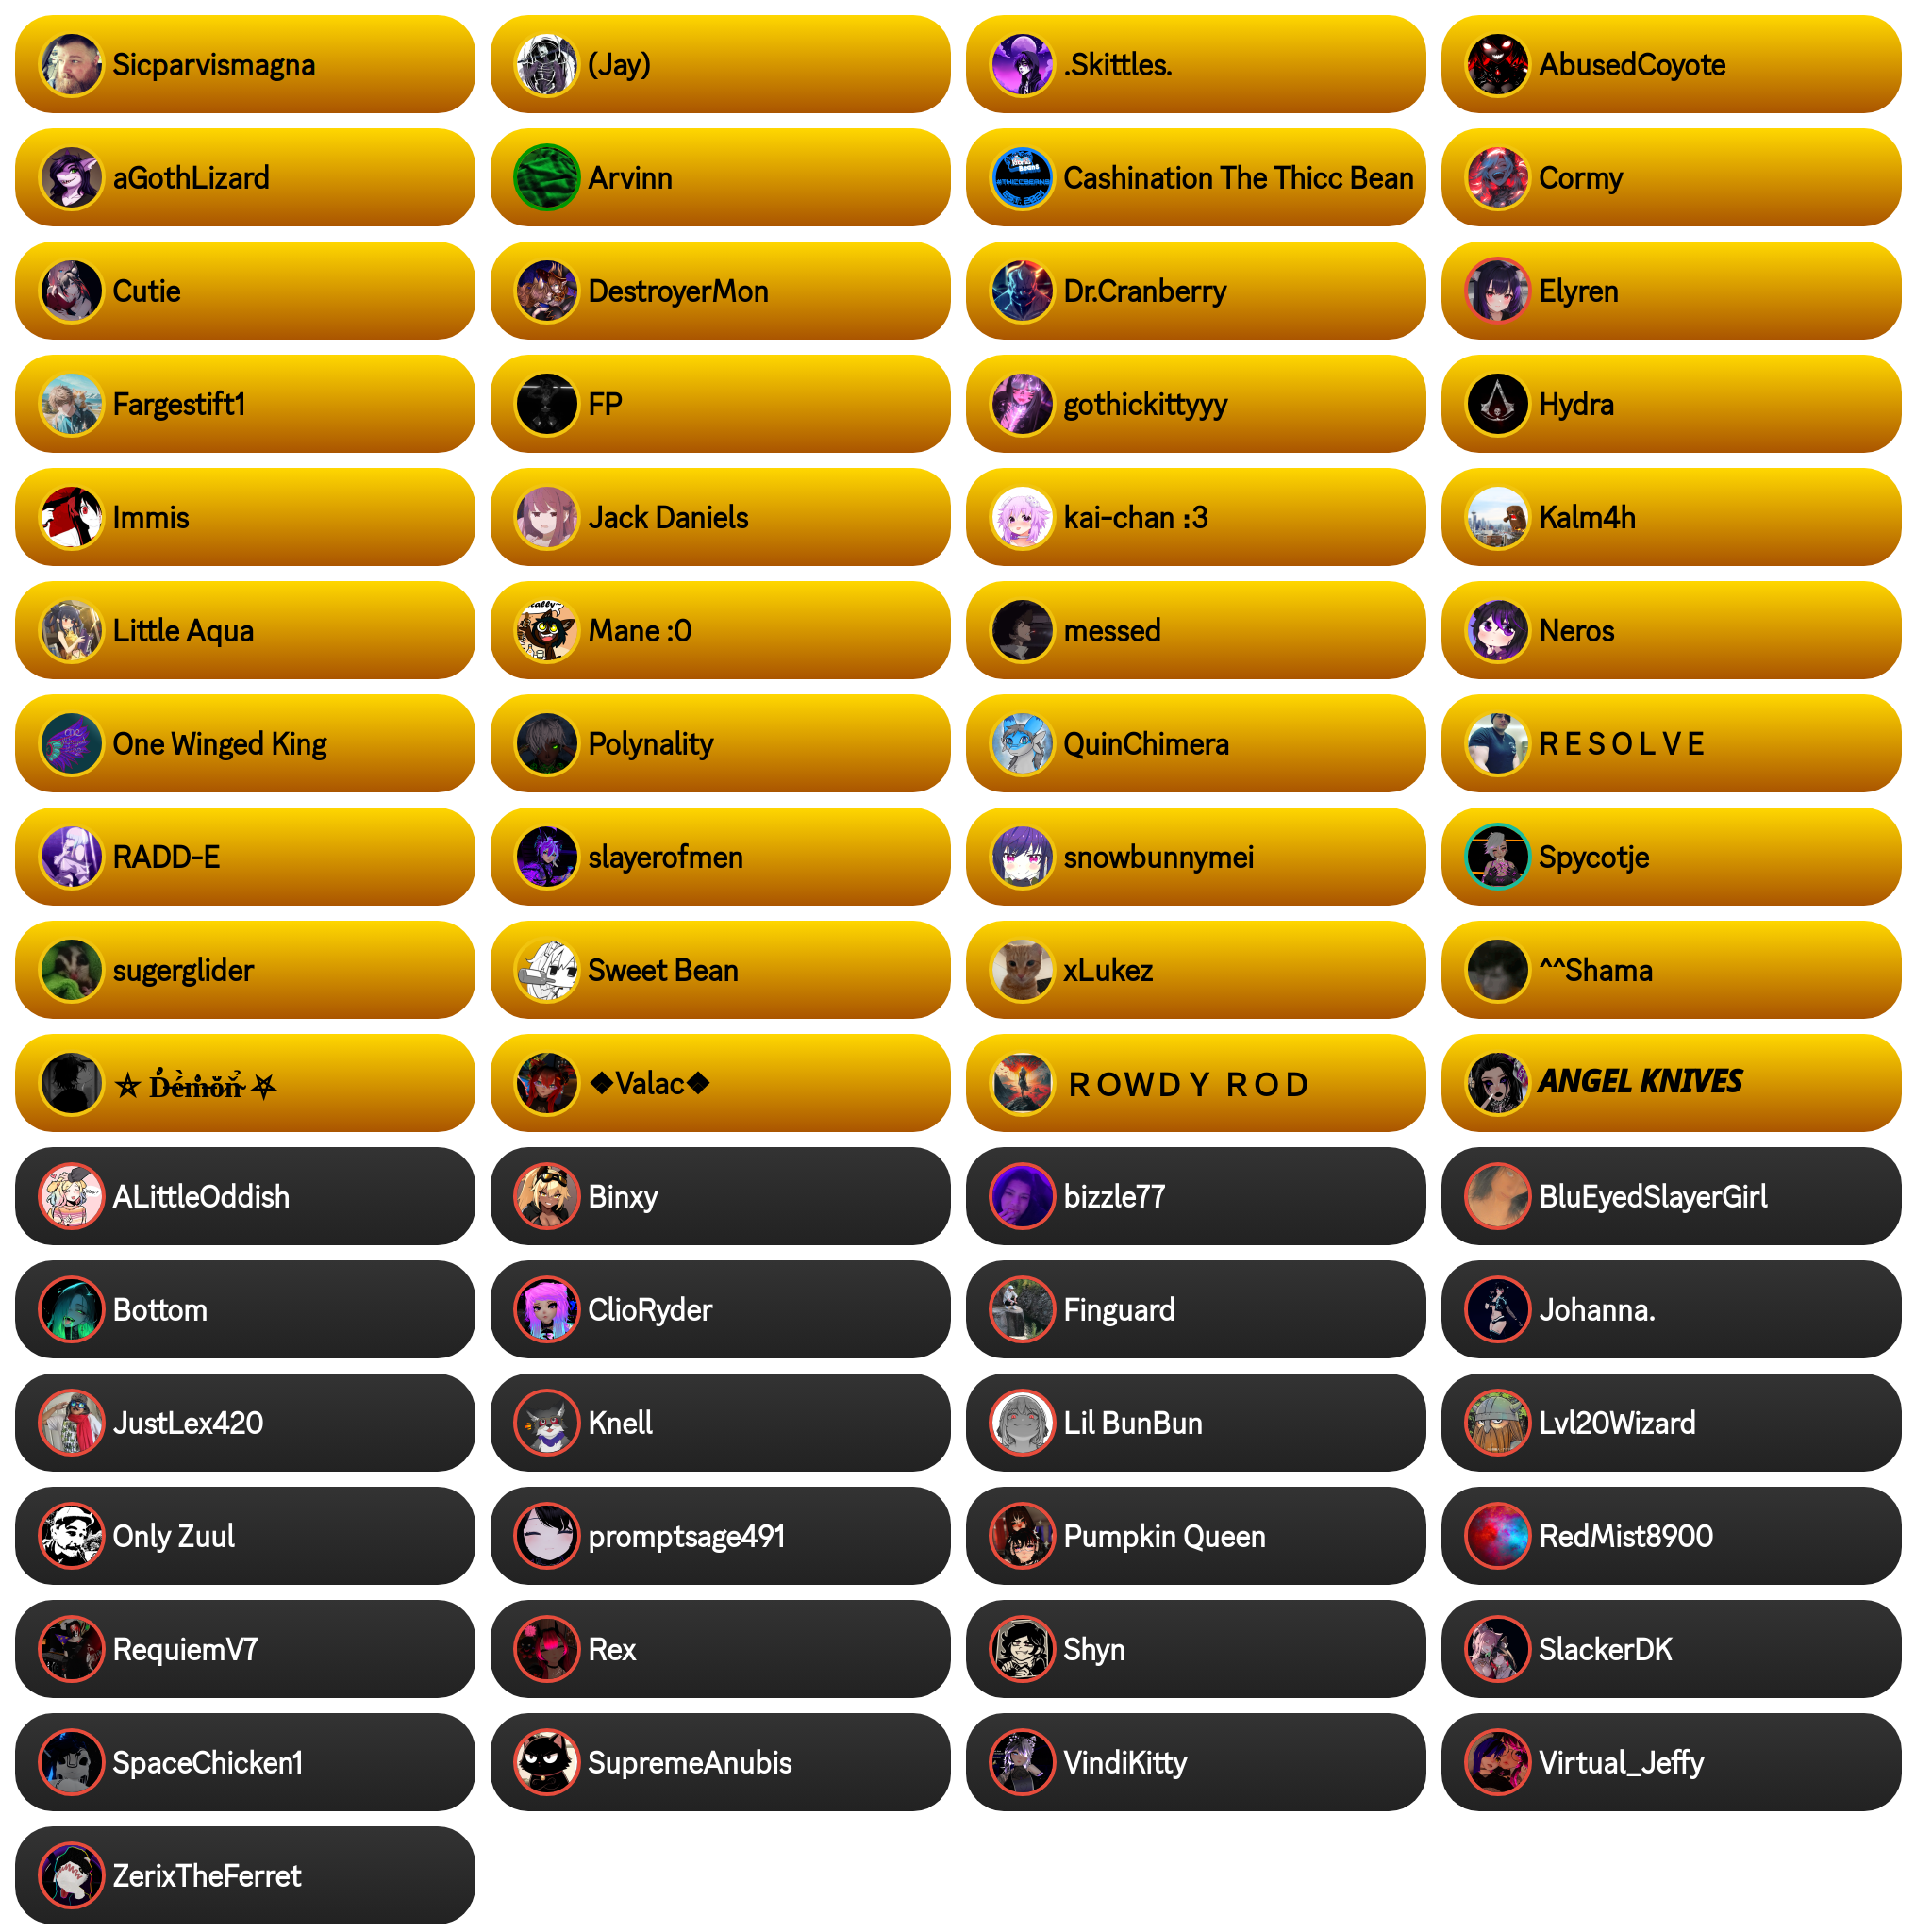 Sicparvismagna
(Jay)
.Skittles.
AbusedCoyote
aGothLizard
Arvinn
Cashination The Thicc Bean
Cormy
Cutie
DestroyerMon
Dr.Cranberry
Elyren
Fargestift1
FP
gothickittyyy
Hydra
Immis
Jack Daniels
kai-chan :3
Kalm4h
Little Aqua
Mane :0
messed
Neros
One Winged King
Polynality
QuinChimera
R E S O L V E
RADD-E
slayerofmen
snowbunnymei
Spycotje
sugerglider
Sweet Bean
xLukez
^^Shama
⛤ D̴̛è̴m̴̊ŏ̴n̴̉ ⛧
❖Valac❖
ＲＯＷＤＹ ＲＯＤ
ANGEL KNIVES
ALittleOddish
Binxy
bizzle77
BluEyedSlayerGirl
Bottom
ClioRyder
Finguard
Johanna.
JustLex420
Knell
Lil BunBun
Lvl20Wizard
Only Zuul
promptsage491
Pumpkin Queen
RedMist8900
RequiemV7
Rex
Shyn
SlackerDK
SpaceChicken1
SupremeAnubis
VindiKitty
Virtual_Jeffy
ZerixTheFerret